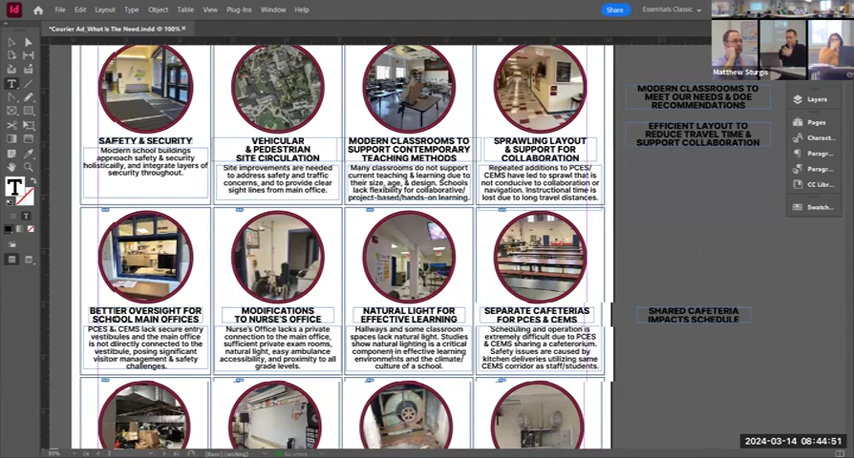 File Edit Layout Type Object Table View Plug-Ins Window Help
Share
Essentials Classic
*Courier Ad_What Is The Need.indd @ 100%
Matthew Sturgis
SAFETY & SECURITY
Modern school buildings
approach safety & security
holistically, and integrate layers of
security throughout.
VEHICULAR
& PEDESTRIAN
SITE CIRCULATION
Site improvements are needed
to address safety and traffic
concerns, and to provide clear
sight lines from main office.
MODERN CLASSROOMS TO
SUPPORT CONTEMPORARY
TEACHING METHODS
Many classrooms do not support
current teaching & learning due to
their size, age, & design. Schools
lack flexibility for collaborative/
project-based/hands-on learning.
SPRAWLING LAYOUT
& SUPPORT FOR
COLLABORATION
Repeated additions to PCES/
CEMS have led to sprawl that is
not conducive to collaboration or
navigation. Instructional time is
lost due to long travel distances.
MODERN CLASSROOMS TO
MEET OUR NEEDS & DOE
RECOMMENDATIONS
EFFICIENT LAYOUT TO
REDUCE TRAVEL TIME &
SUPPORT COLLABORATION
Layers
Pages
Charact...
Paragr...
Paragr...
CC Libr...
Swatch...
BETTER OVERSIGHT FOR
SCHOOL MAIN OFFICES
PCES & CEMS lack secure entry
vestibules and the main office
is not directly connected to the
vestibule, posing significant
visitor management & safety
challenges.
MODIFICATIONS
TO NURSE'S OFFICE
Nurse's Office lacks a private
connection to the main office,
sufficient private exam rooms,
natural light, easy ambulance
accessibility, and proximity to all
grade levels.
NATURAL LIGHT FOR
EFFECTIVE LEARNING
Hallways and some classroom
spaces lack natural light. Studies
show natural lighting is a critical
component in effective learning
environments and the climate/
culture of a school.
SEPARATE CAFETERIAS
FOR PCES & CEMS
Scheduling and operation is
extremely difficult due to PCES
& CEMS sharing a cafetorium.
Safety issues are caused by
kitchen deliveries utilizing same
CEMS corridor as staff/students.
SHARED CAFETERIA
IMPACTS SCHEDULE
2024-03-14 08:44:51